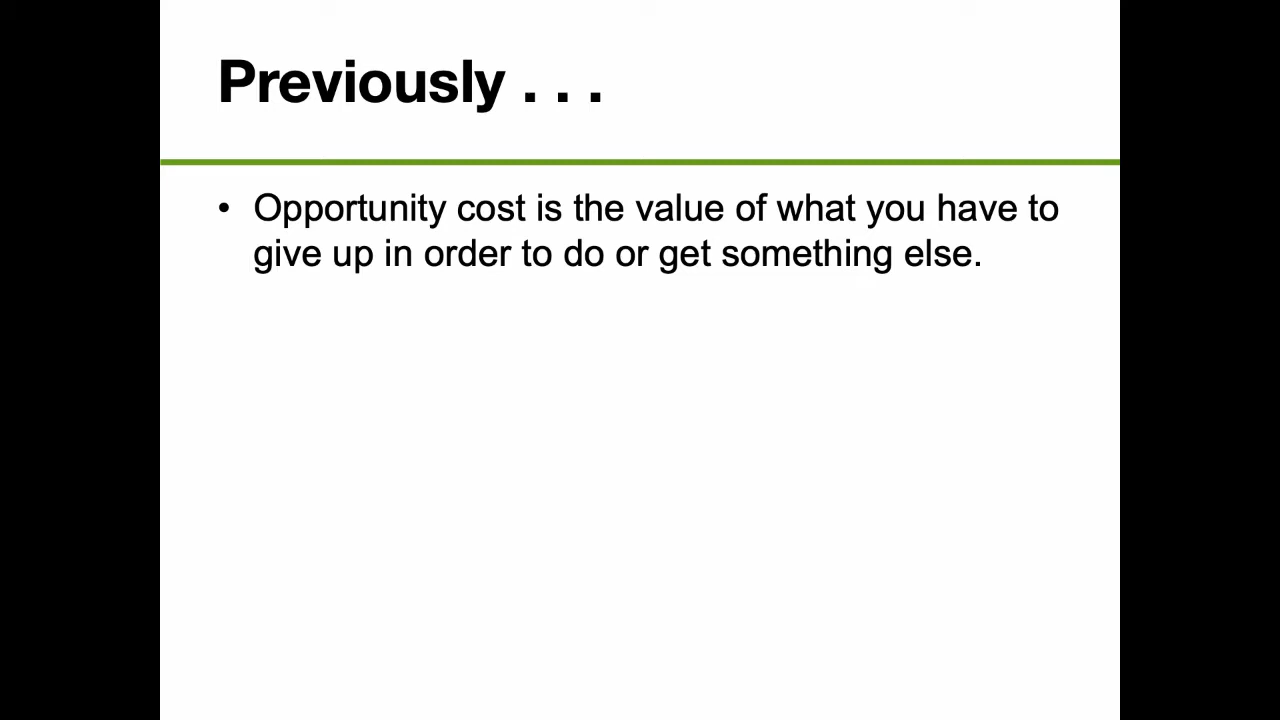 Previously . . .
• Opportunity cost is the value of what you have to
give up in order to do or get something else.